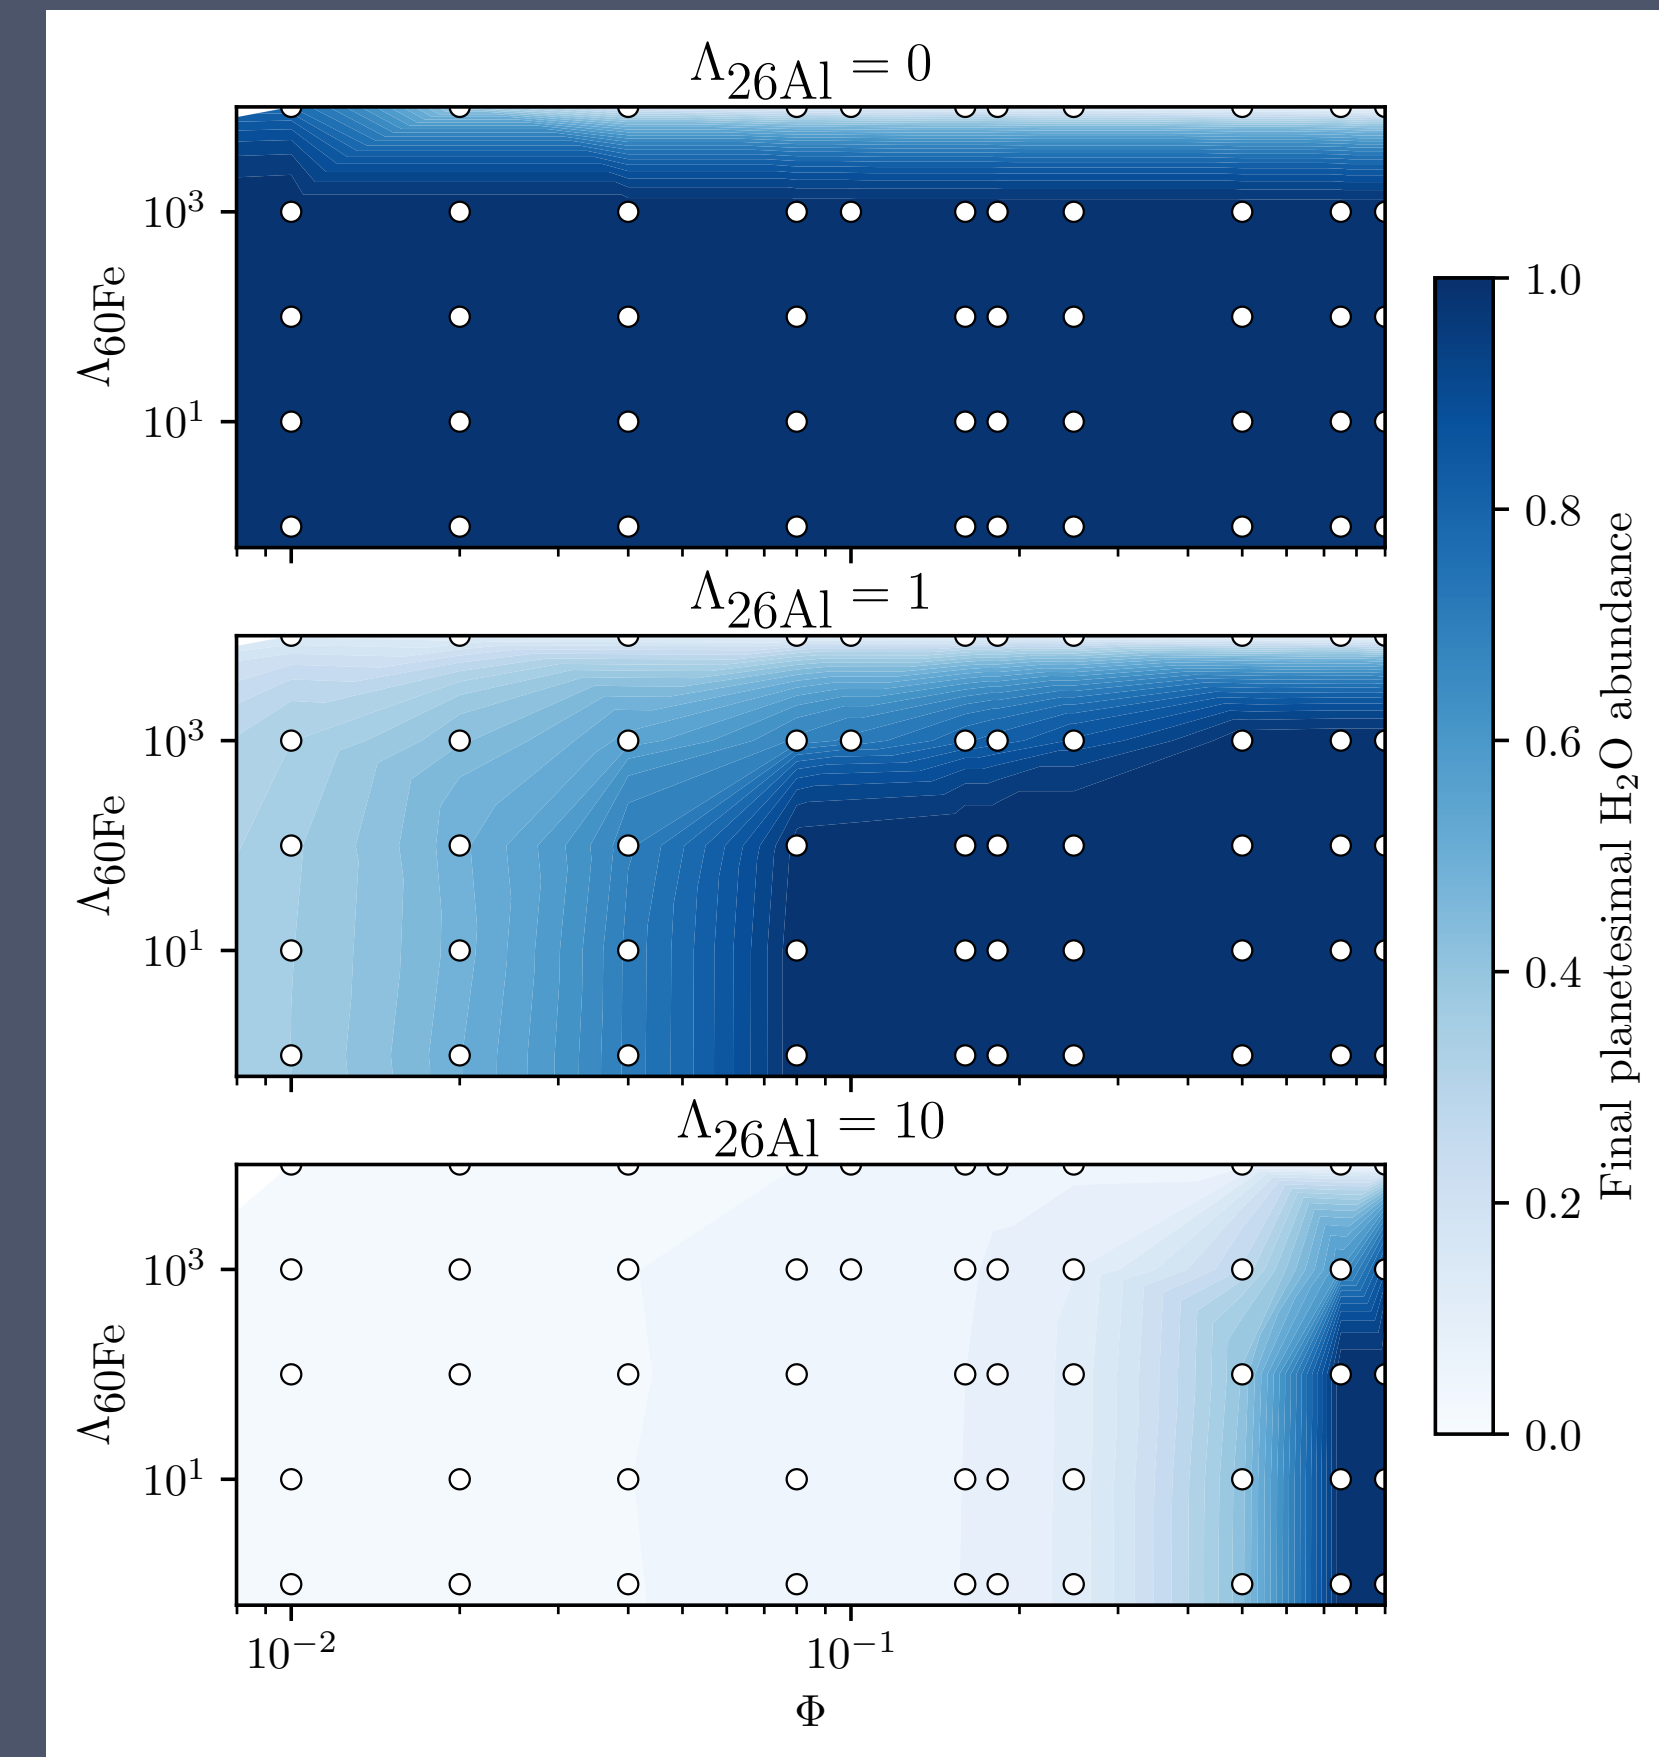 Λ₂₆Al = 0
10³
10¹
Λ₆₀Fe
Λ₂₆Al = 1
10³
10¹
Λ₆₀Fe
Λ₂₆Al = 10
10³
10¹
Λ₆₀Fe
10⁻² 10⁻¹
Φ
1.0
0.8
0.6
0.4
0.2
0.0
Final planetesimal H₂O abundance